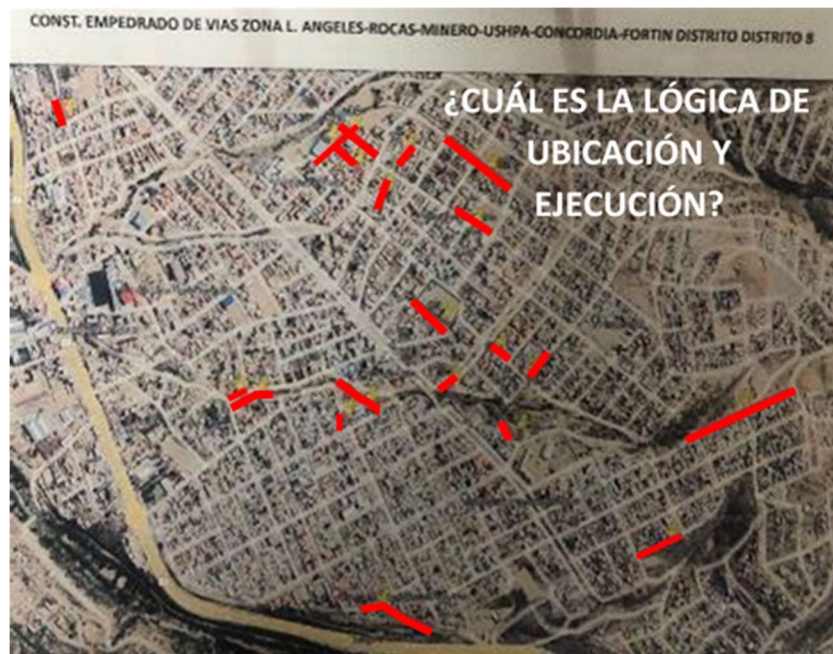 CONST. EMPEDRADO DE VIAS ZONA L. ANGELES-ROCAS-MINERO-USHPA-CONCORDIA-FORTIN DISTRITO DISTRITO 8
¿CUÁL ES LA LÓGICA DE
UBICACIÓN Y
EJECUCIÓN?